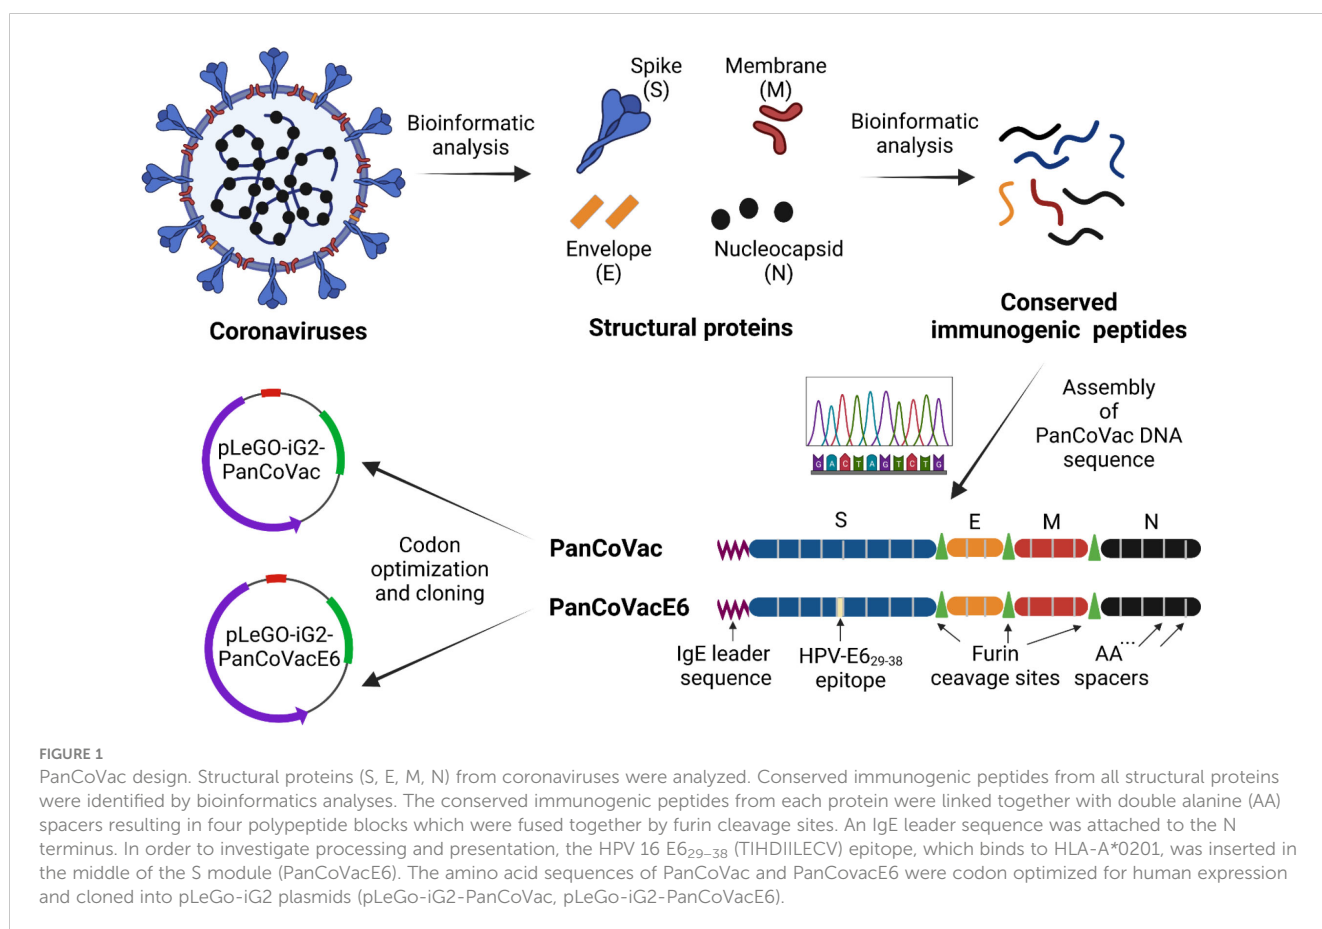 Spike
(S)
Membrane
(M)
Bioinformatic
analysis
Bioinformatic
analysis
Envelope
(E)
Nucleocapsid
(N)
Coronaviruses
Structural proteins
Conserved
immunogenic peptides
Assembly
of
PanCoVac DNA
sequence
G A C T A G T C T G
pLeGO-iG2-
PanCoVac
S E M N
PanCoVac
Codon
optimization
and cloning
PanCoVacE6
pLeGO-iG2-
PanCoVacE6
IgE leader
sequence
HPV-E6₂₉₋₃₈
epitope
Furin
ceavage sites
AA...
spacers
FIGURE 1
PanCoVac design. Structural proteins (S, E, M, N) from coronaviruses were analyzed. Conserved immunogenic peptides from all structural proteins
were identified by bioinformatics analyses. The conserved immunogenic peptides from each protein were linked together with double alanine (AA)
spacers resulting in four polypeptide blocks which were fused together by furin cleavage sites. An IgE leader sequence was attached to the N
terminus. In order to investigate processing and presentation, the HPV 16 E6₂₉₋₃₈ (TIHDIILECV) epitope, which binds to HLA-A*0201, was inserted in
the middle of the S module (PanCoVacE6). The amino acid sequences of PanCoVac and PanCovacE6 were codon optimized for human expression
and cloned into pLeGo-iG2 plasmids (pLeGo-iG2-PanCoVac, pLeGo-iG2-PanCoVacE6).